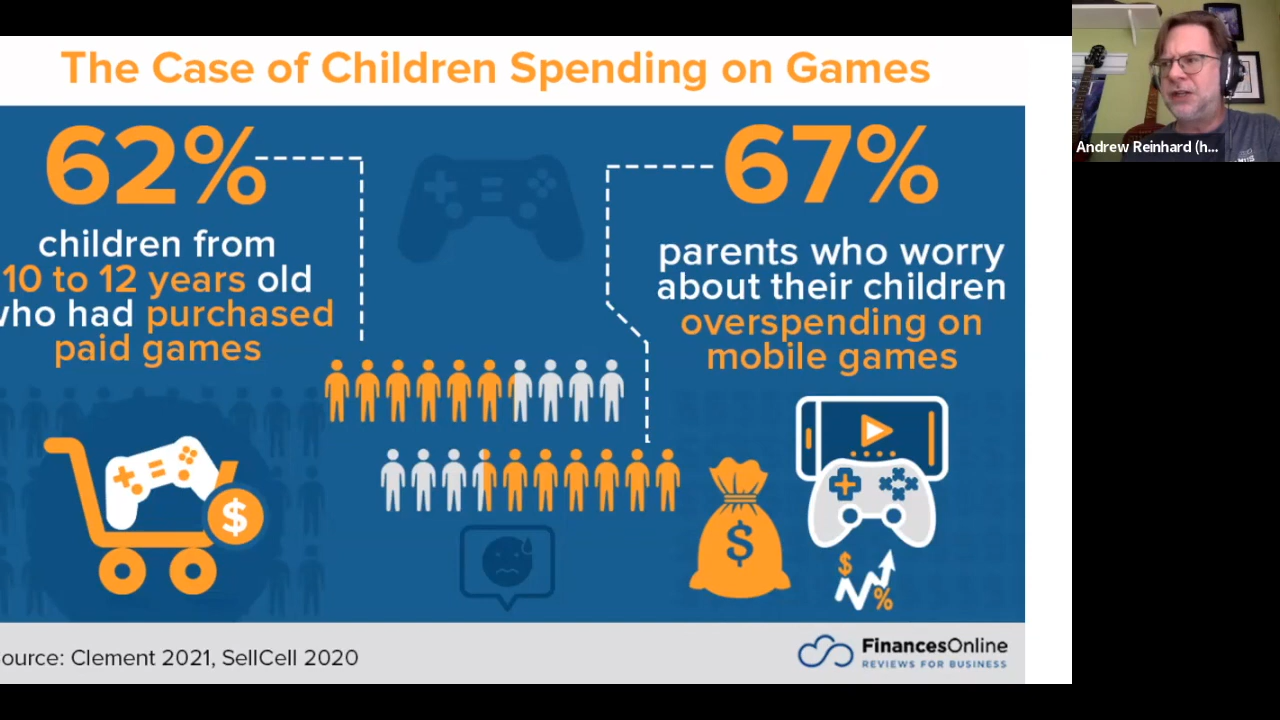 The Case of Children Spending on Games
62%
children from
10 to 12 years old
who had purchased
paid games
67%
parents who worry
about their children
overspending on
mobile games
$
$
$
%
ource: Clement 2021, SellCell 2020
FinancesOnline
REVIEWS FOR BUSINESS
Andrew Reinhard (h...